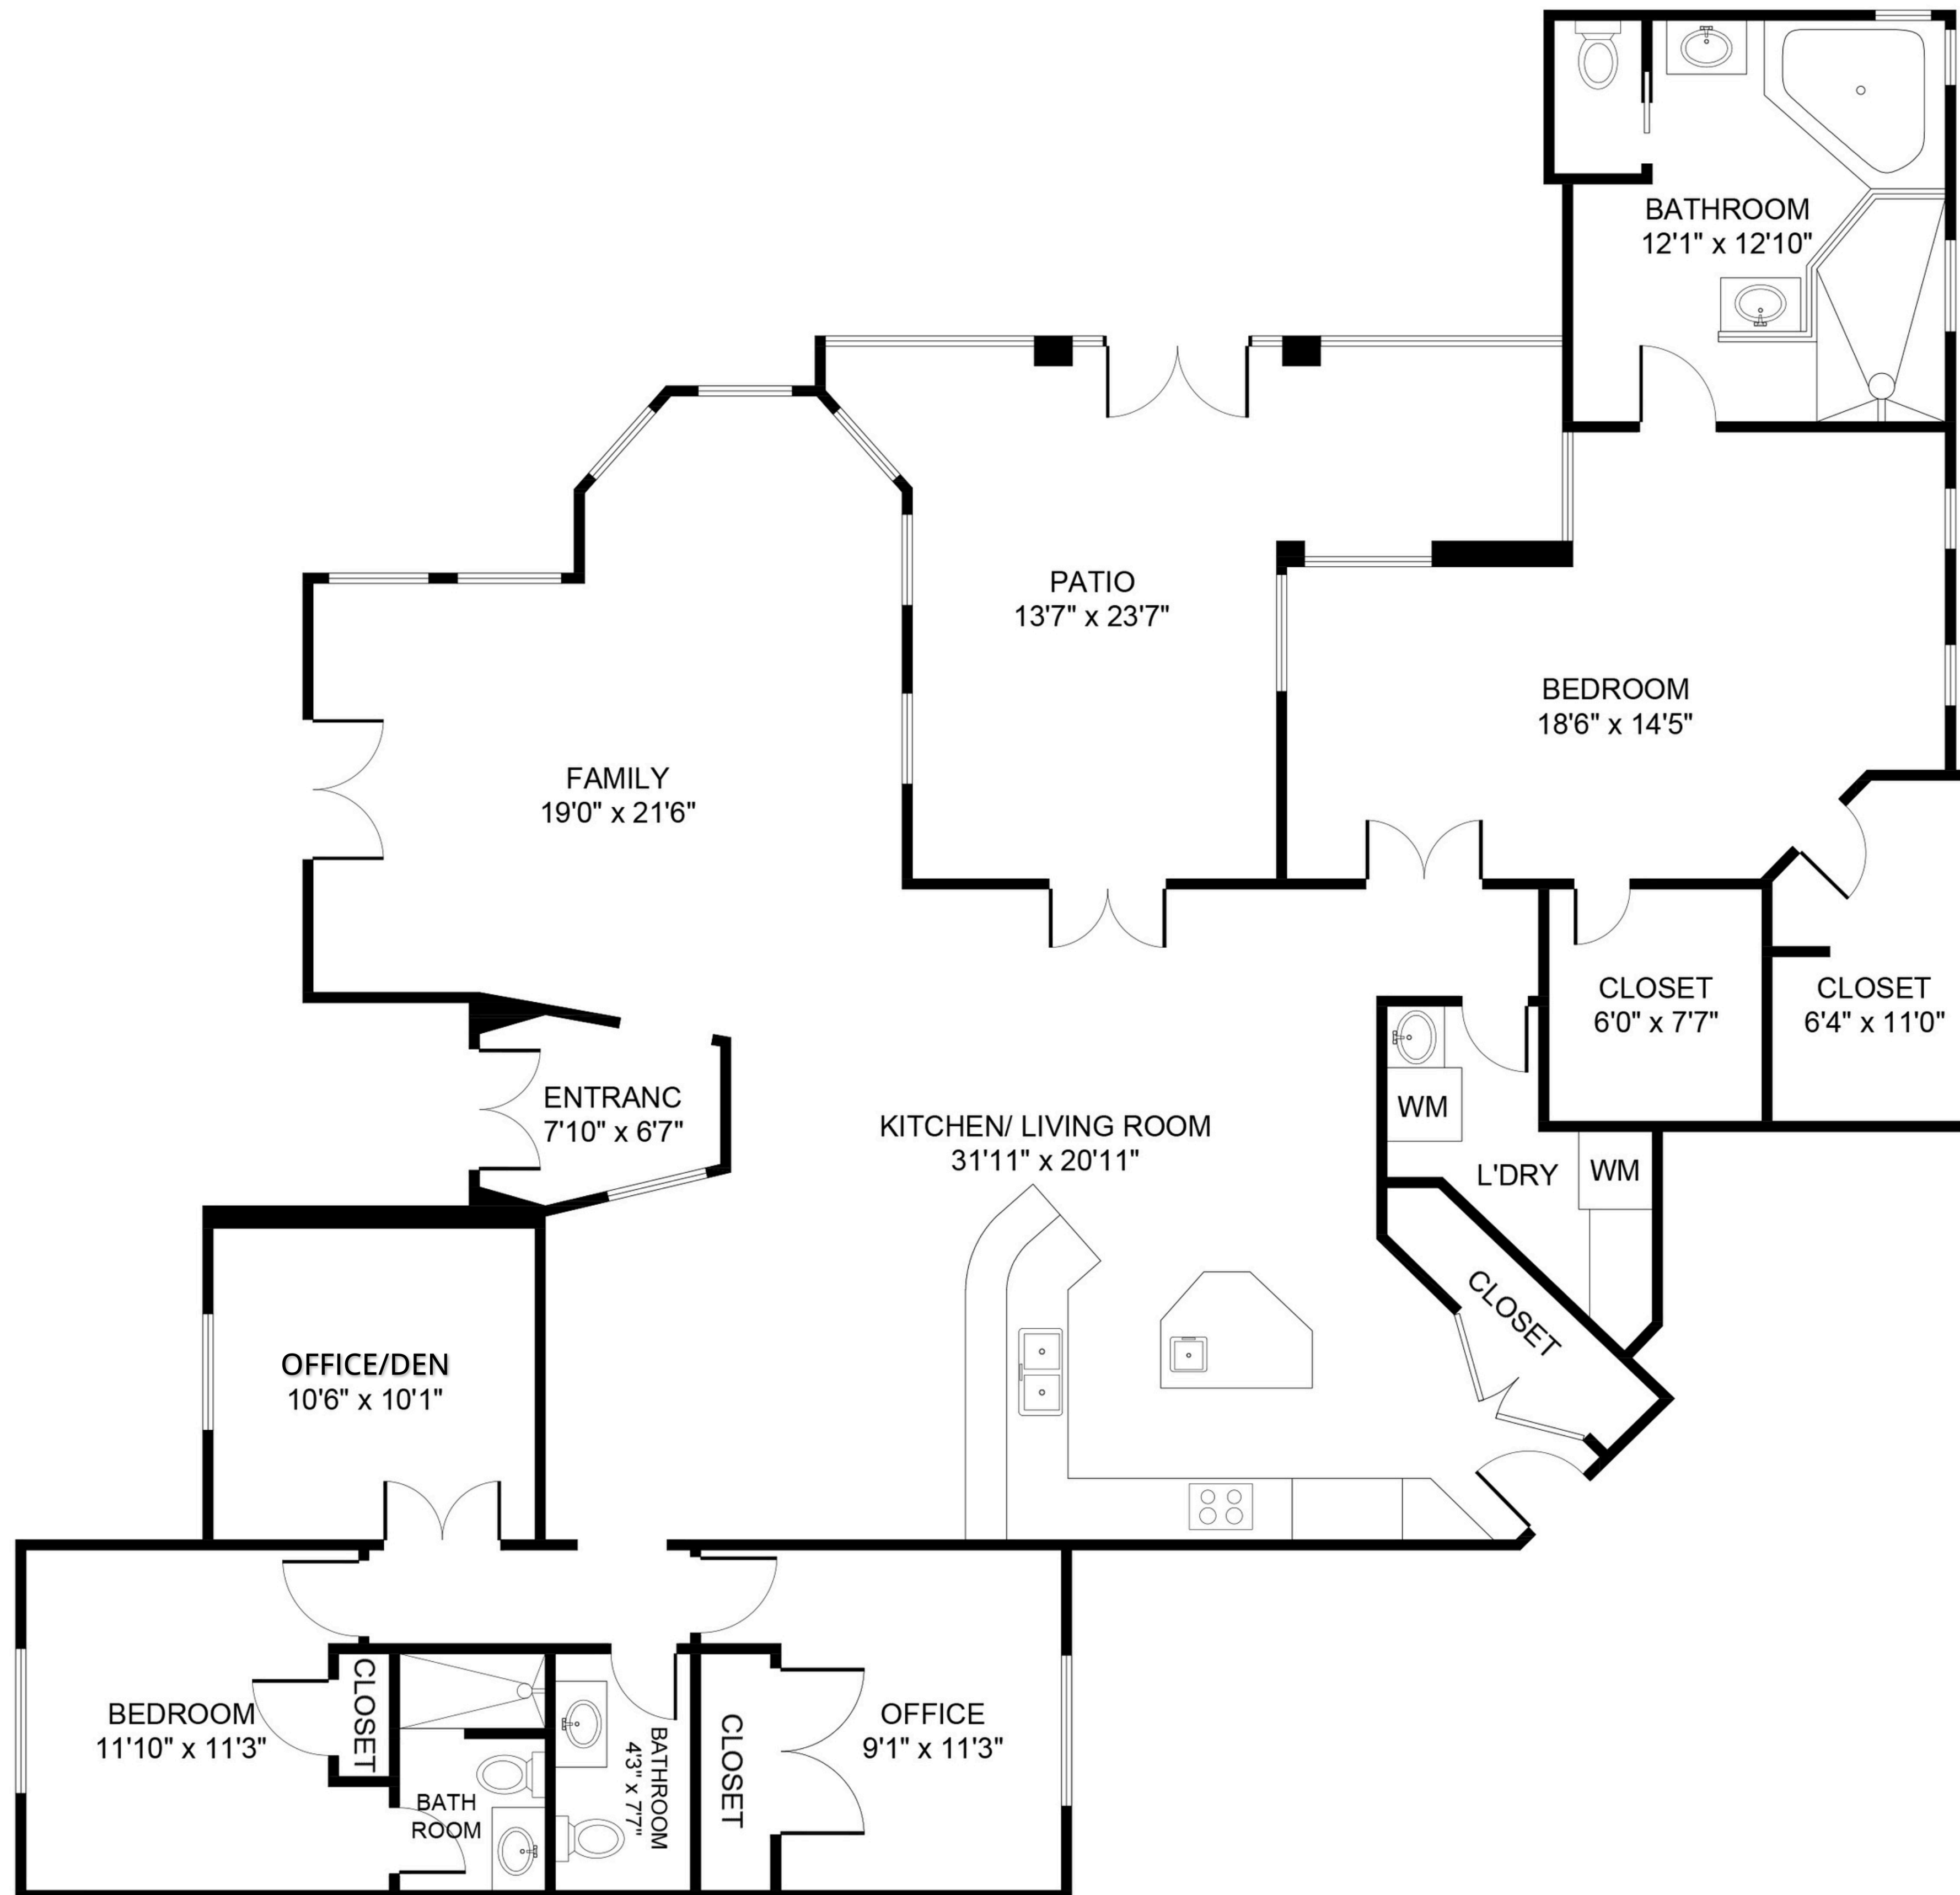 BATHROOM
12'1" x 12'10"
PATIO
13'7" x 23'7"
BEDROOM
18'6" x 14'5"
FAMILY
19'0" x 21'6"
CLOSET
6'0" x 7'7"
CLOSET
6'4" x 11'0"
ENTRANC
7'10" x 6'7"
KITCHEN/ LIVING ROOM
31'11" x 20'11"
WM
L'DRY
WM
CLOSET
OFFICE/DEN
10'6" x 10'1"
BEDROOM
11'10" x 11'3"
CLOSET
BATH
ROOM
BATHROOM
4'3" x 7'7"
CLOSET
OFFICE
9'1" x 11'3"